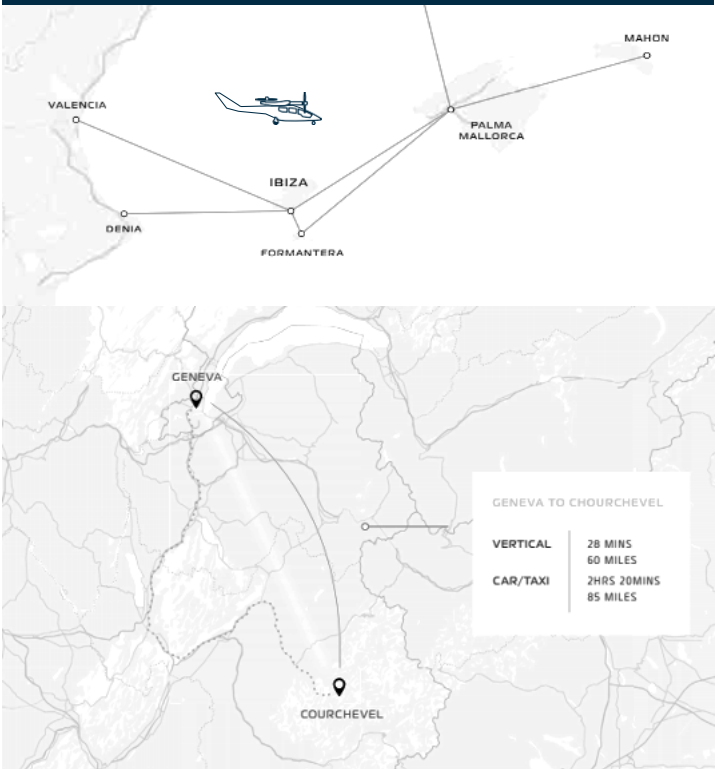 MAHON
VALENCIA
PALMA
MALLORCA
IBIZA
DENIA
FORMANTERA
GENEVA
GENEVA TO CHOURCHEVEL
VERTICAL 28 MINS
60 MILES
CAR/TAXI 2HRS 20MINS
85 MILES
COURCHEVEL